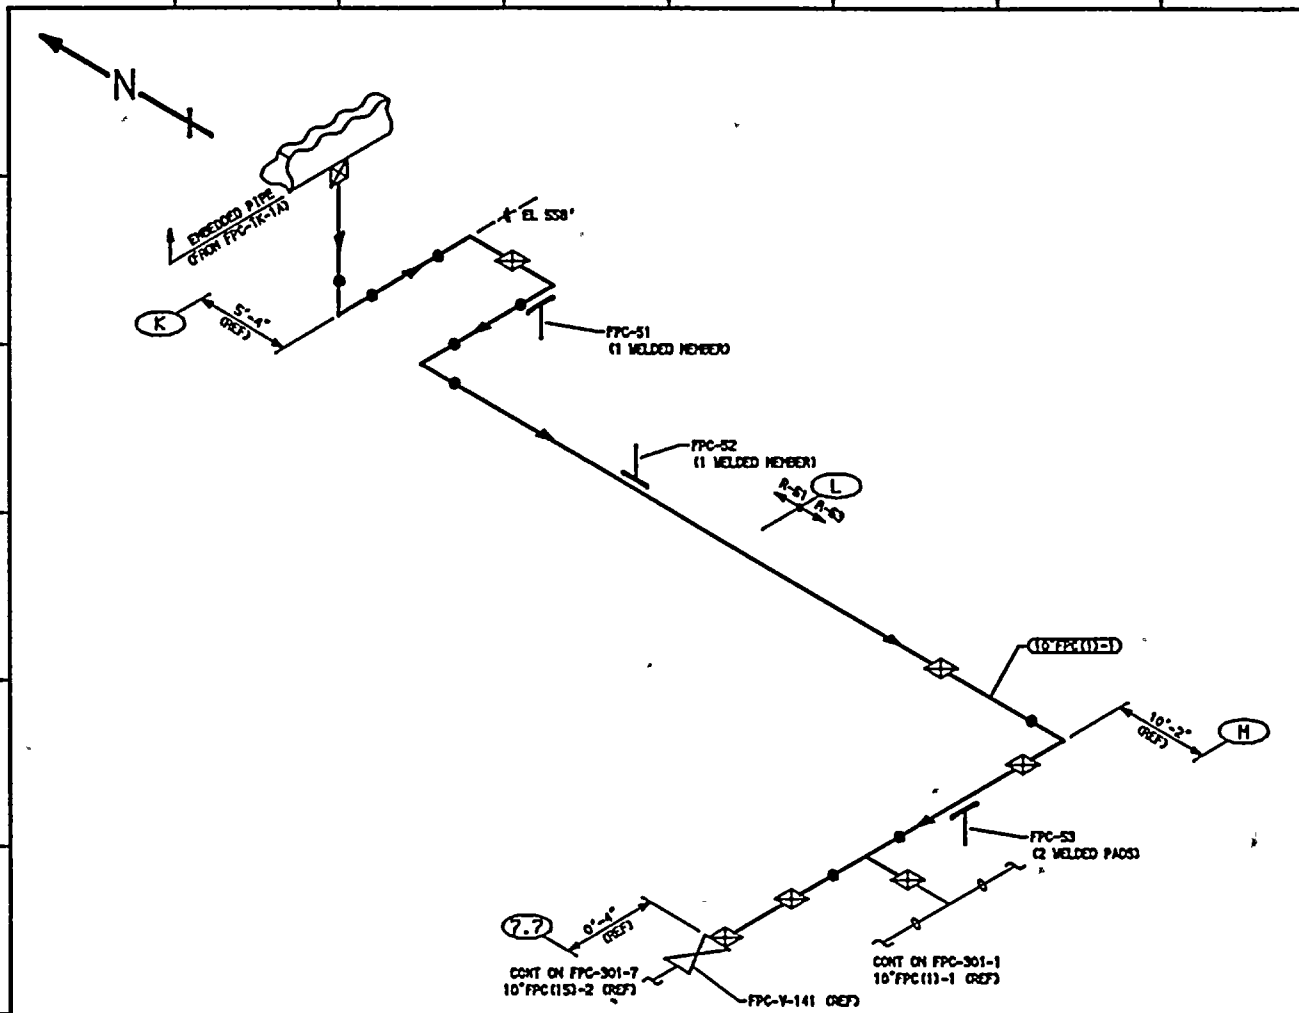 N
EMBEDDED PIPE
(FROM FPC-TK-1A)
EL 558'
K
5'-4"
(REF)
FPC-51
(1 WELDED MEMBER)
FPC-52
(1 WELDED MEMBER)
L
R-61
R-63
10"FPC(1)-1
10'-2"
(REF)
M
FPC-53
(2 WELDED PADS)
7.7
0'-4"
(REF)
CONT ON FPC-301-7
10"FPC(15)-2 (REF)
CONT ON FPC-301-1
10"FPC(1)-1 (REF)
FPC-V-141 (REF)